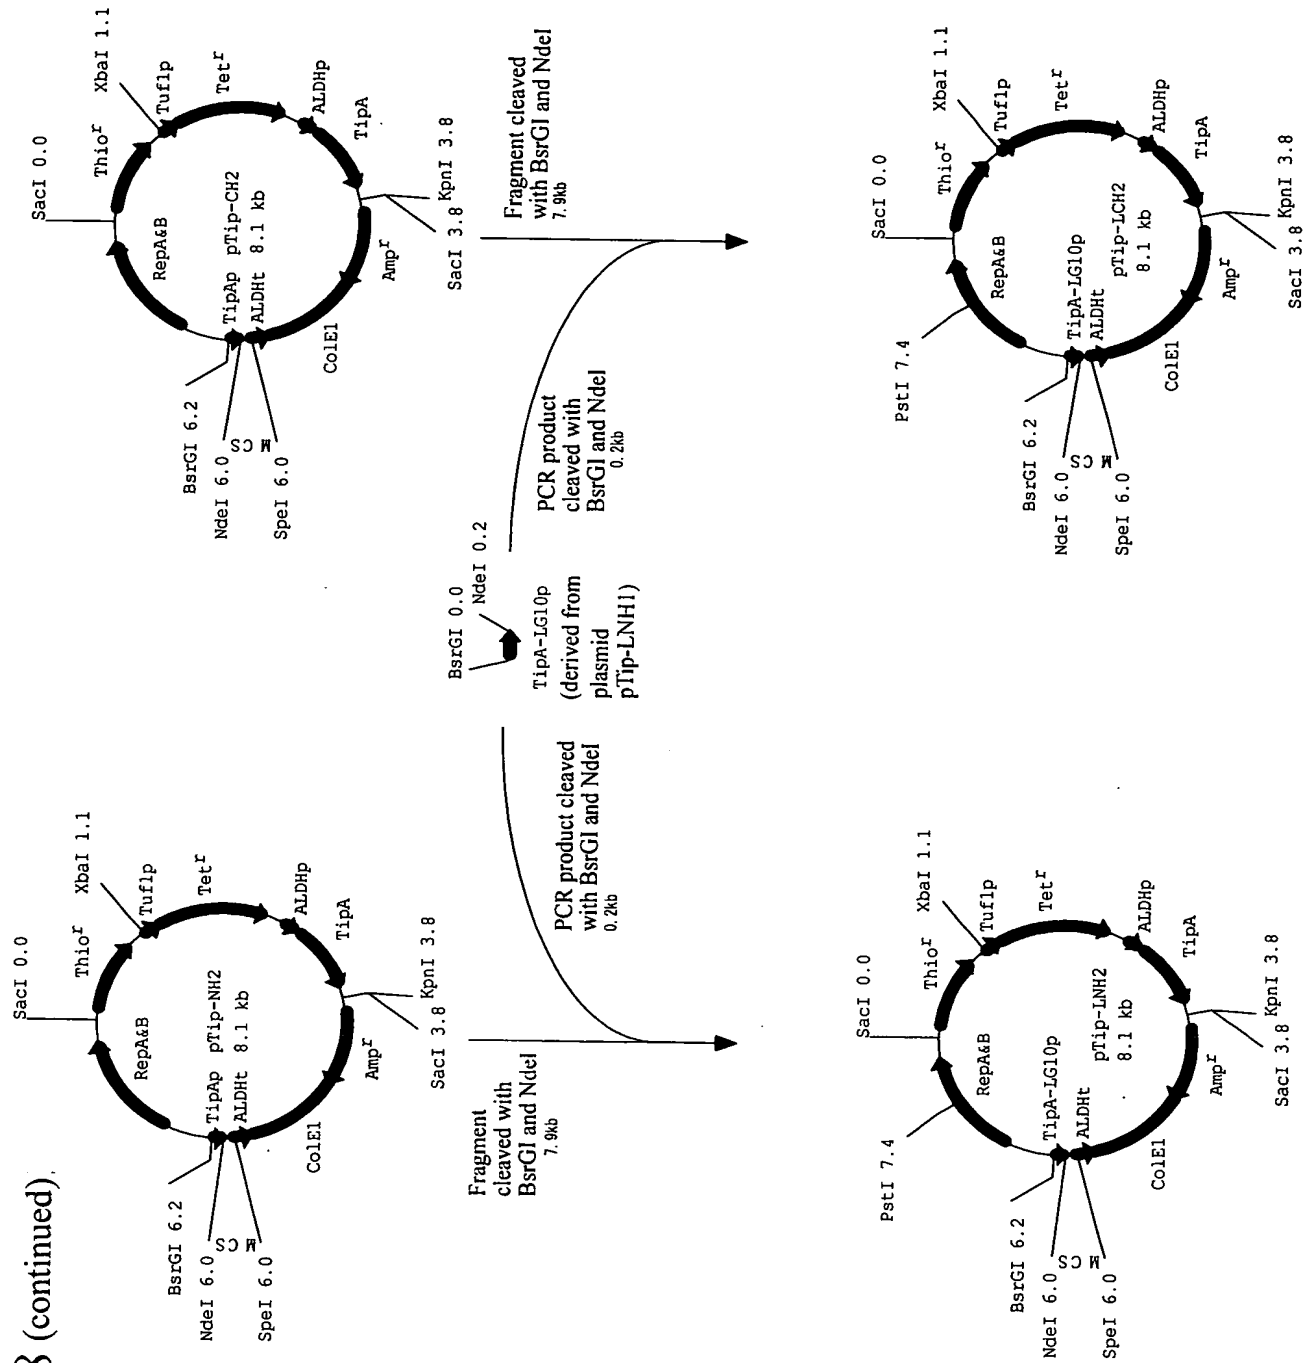 8 (continued)
SacI 0.0
Thio^r
XbaI 1.1
Tuf1p
Tet^r
ALDHp
TipA
KpnI 3.8
SacI 3.8
Amp^r
ColE1
RepA&B
TipAp
pTip-NH2
ALDHt
8.1 kb
BsrGI 6.2
NdeI 6.0
MCS
SpeI 6.0
SacI 0.0
Thio^r
XbaI 1.1
Tuf1p
Tet^r
ALDHp
TipA
KpnI 3.8
SacI 3.8
Amp^r
ColE1
RepA&B
TipAp
pTip-CH2
ALDHt
8.1 kb
BsrGI 6.2
NdeI 6.0
MCS
SpeI 6.0
Fragment
cleaved with
BsrGI and NdeI
7.9kb
PCR product cleaved
with BsrGI and NdeI
0.2kb
BsrGI 0.0
NdeI 0.2
TipA-LG10p
(derived from
plasmid
pTip-LNH1)
PCR product
cleaved with
BsrGI and NdeI
0.2kb
Fragment cleaved
with BsrGI and NdeI
7.9kb
SacI 0.0
Thio^r
XbaI 1.1
Tuf1p
Tet^r
ALDHp
TipA
KpnI 3.8
SacI 3.8
Amp^r
ColE1
RepA&B
PstI 7.4
TipA-LG10p
ALDHt
pTip-LNH2
8.1 kb
BsrGI 6.2
NdeI 6.0
MCS
SpeI 6.0
SacI 0.0
Thio^r
XbaI 1.1
Tuf1p
Tet^r
ALDHp
TipA
KpnI 3.8
SacI 3.8
Amp^r
ColE1
RepA&B
PstI 7.4
TipA-LG10p
ALDHt
pTip-LCH2
8.1 kb
BsrGI 6.2
NdeI 6.0
MCS
SpeI 6.0